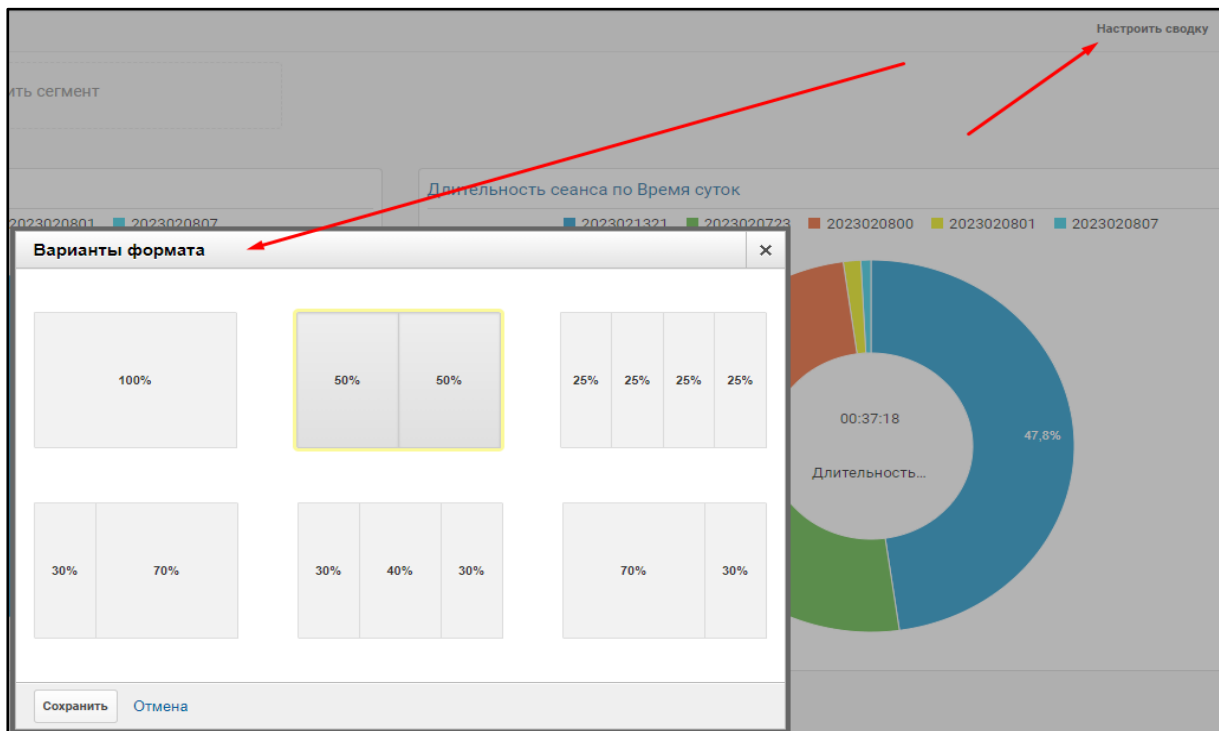 Настроить сводку
ить сегмент
Длительность сеанса по Время суток
2023020801 2023020807
2023021321 2023020723 2023020800 2023020801 2023020807
Варианты формата
100%
50% 50%
25% 25% 25% 25%
00:37:18
47,8%
Длительность...
30% 70%
30% 40% 30%
70% 30%
Сохранить Отмена